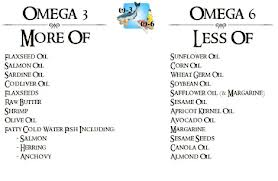 Omega 3
More Of
Flaxseed Oil
Salmon Oil
Sardine Oil
Codliver Oil
Flaxseeds
Raw Butter
Shrimp
Olive Oil
Fatty Cold Water Fish Including:
- Salmon
- Herring
- Anchovy
Omega 6
Less Of
Sunflower Oil
Corn Oil
Wheat Germ Oil
Soybean Oil
Safflower Oil (& Margarine)
Sesame Oil
Apricot Kernel Oil
Avocado Oil
Margarine
Sesame Seeds
Canola Oil
Almond Oil